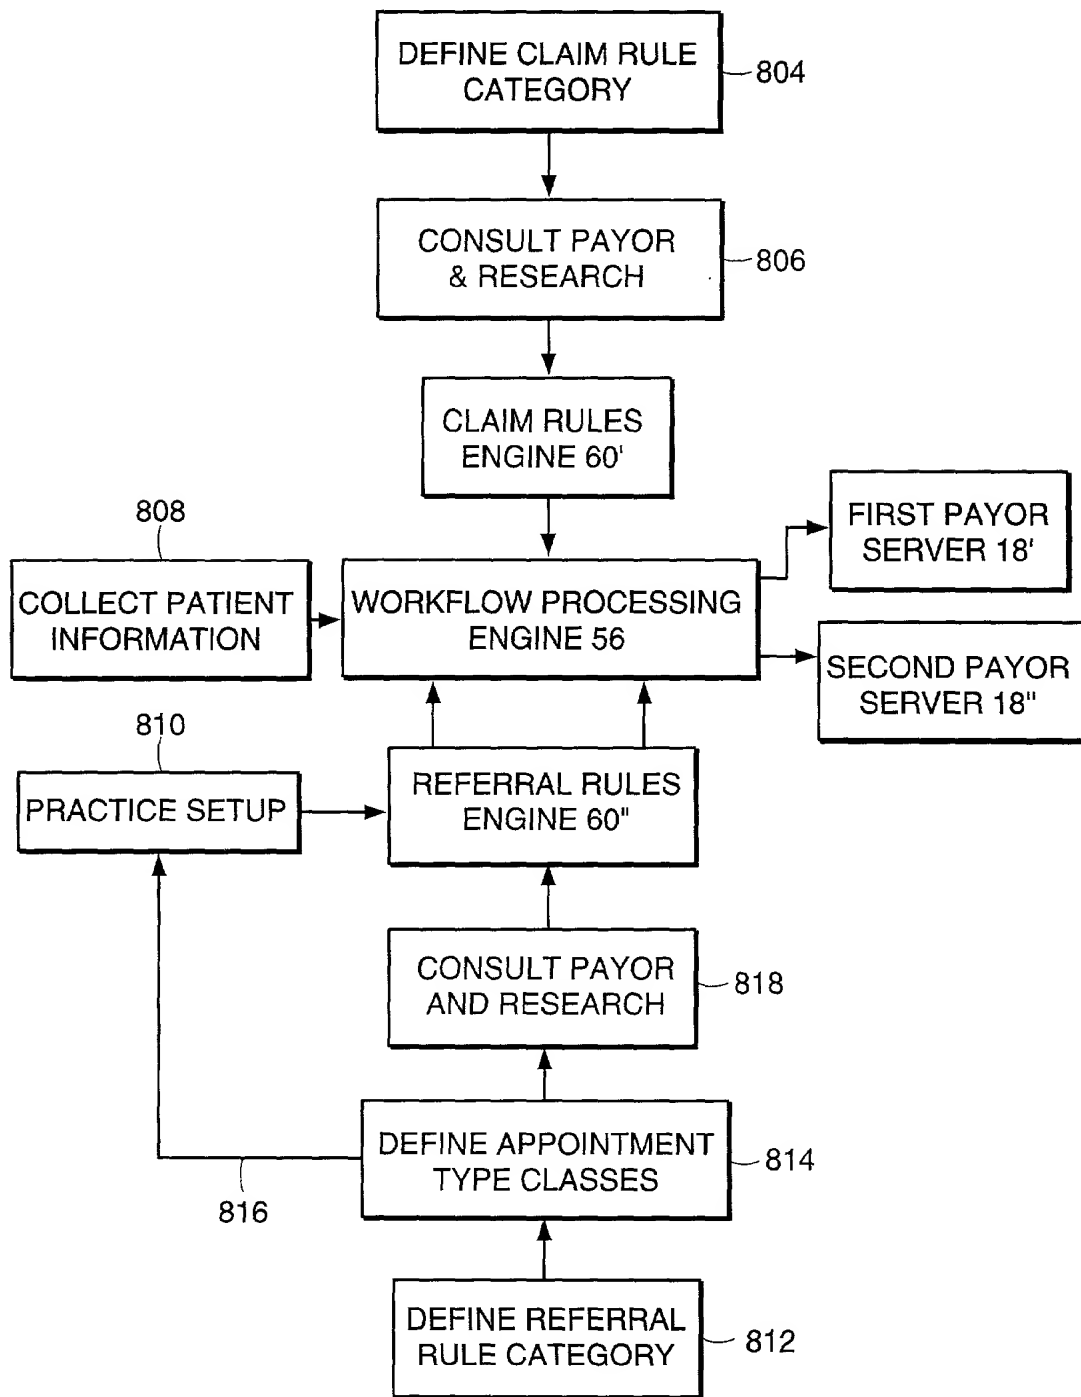 DEFINE CLAIM RULE
CATEGORY
804
CONSULT PAYOR
& RESEARCH
806
CLAIM RULES
ENGINE 60'
808
COLLECT PATIENT
INFORMATION
WORKFLOW PROCESSING
ENGINE 56
FIRST PAYOR
SERVER 18'
SECOND PAYOR
SERVER 18"
810
PRACTICE SETUP
REFERRAL RULES
ENGINE 60"
CONSULT PAYOR
AND RESEARCH
818
DEFINE APPOINTMENT
TYPE CLASSES
814
816
DEFINE REFERRAL
RULE CATEGORY
812